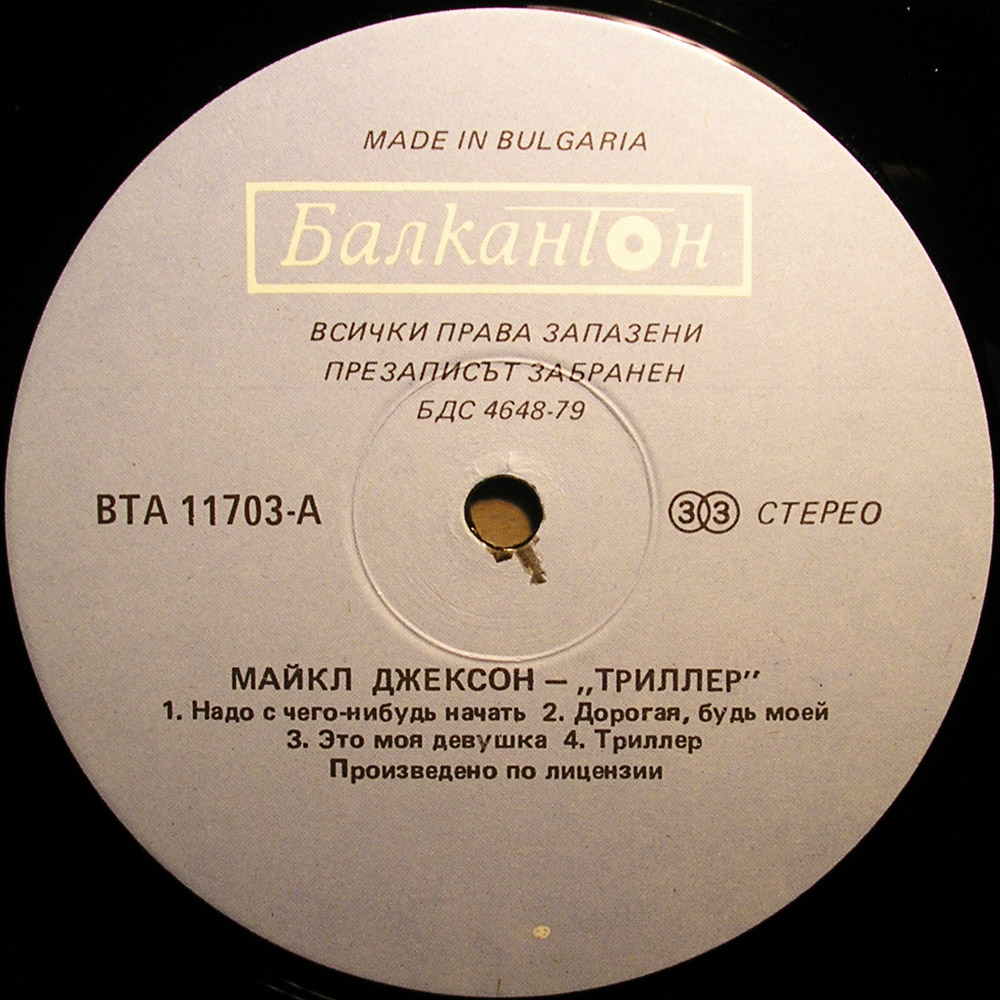 MADE IN BULGARIA
Балкантон
ВСИЧКИ ПРАВА ЗАПАЗЕНИ
ПРЕЗАПИСЪТ ЗАБРАНЕН
БДС 4648-79
ВТА 11703-А 33 СТЕРЕО
МАЙКЛ ДЖЕКСОН – „ТРИЛЛЕР”
1. Надо с чего-нибудь начать 2. Дорогая, будь моей
3. Это моя девушка 4. Триллер
Произведено по лицензии